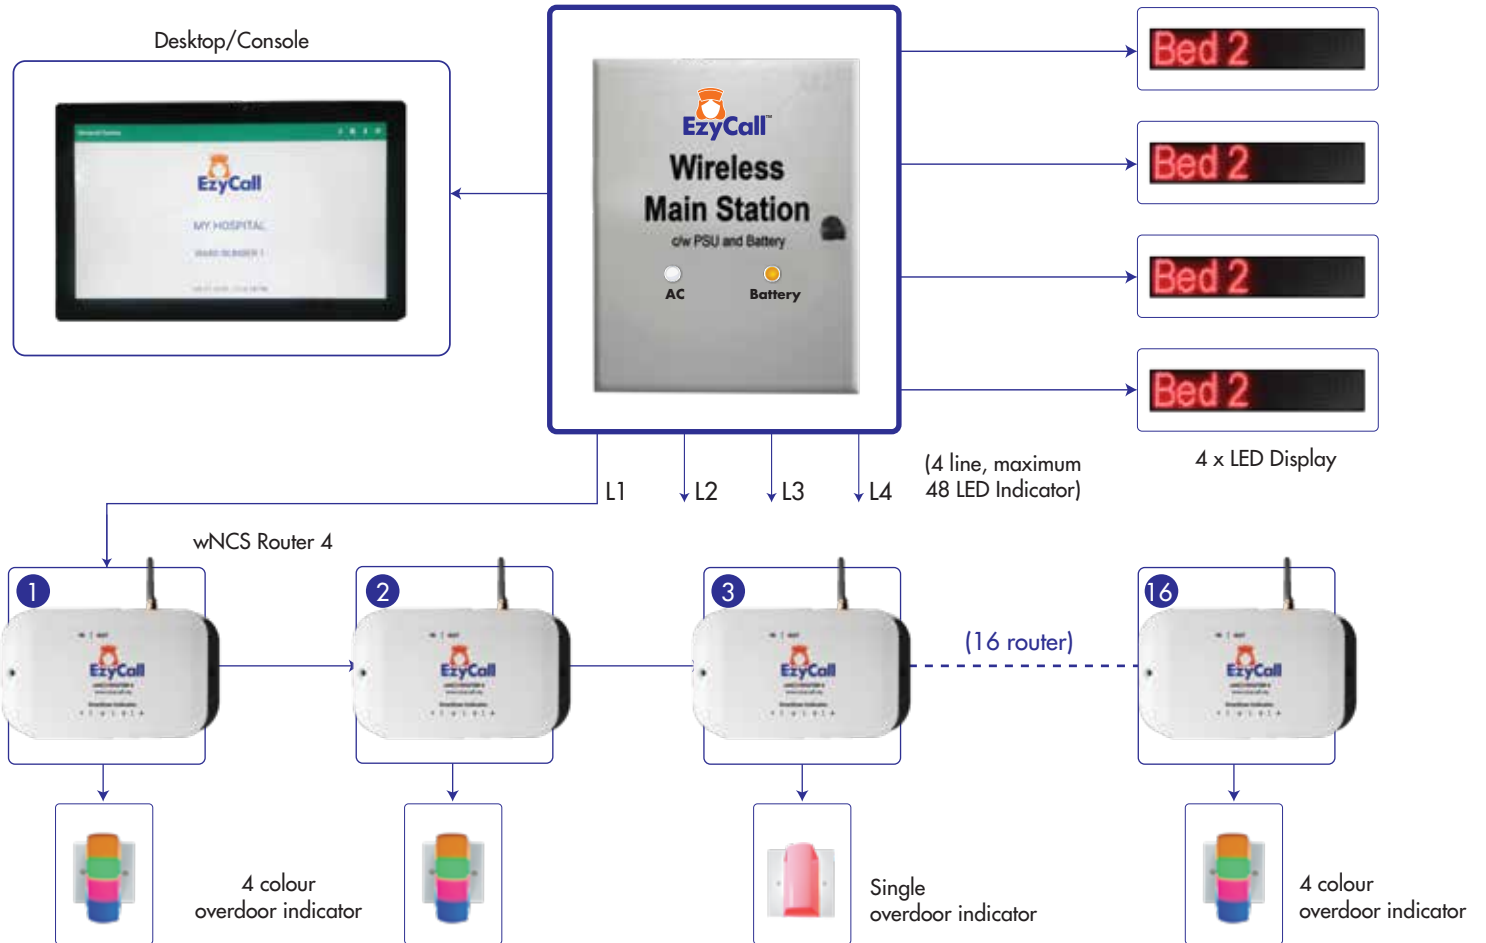 Desktop/Console
EzyCall
MY HOSPITAL
EzyCall™
Wireless
Main Station
c/w PSU and Battery
AC
Battery
Bed 2
Bed 2
Bed 2
Bed 2
4 x LED Display
L1
L2
L3
L4
(4 line, maximum
48 LED Indicator)
wNCS Router 4
1
EzyCall
2
EzyCall
3
EzyCall
(16 router)
16
EzyCall
4 colour
overdoor indicator
Single
overdoor indicator
4 colour
overdoor indicator